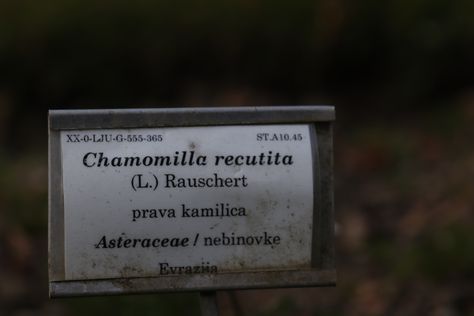 XX-0-LJU-G-555-365 ST.A10.45
Chamomilla recutita
(L.) Rauschert
prava kamilica
Asteraceae / nebinovke
Evrazija